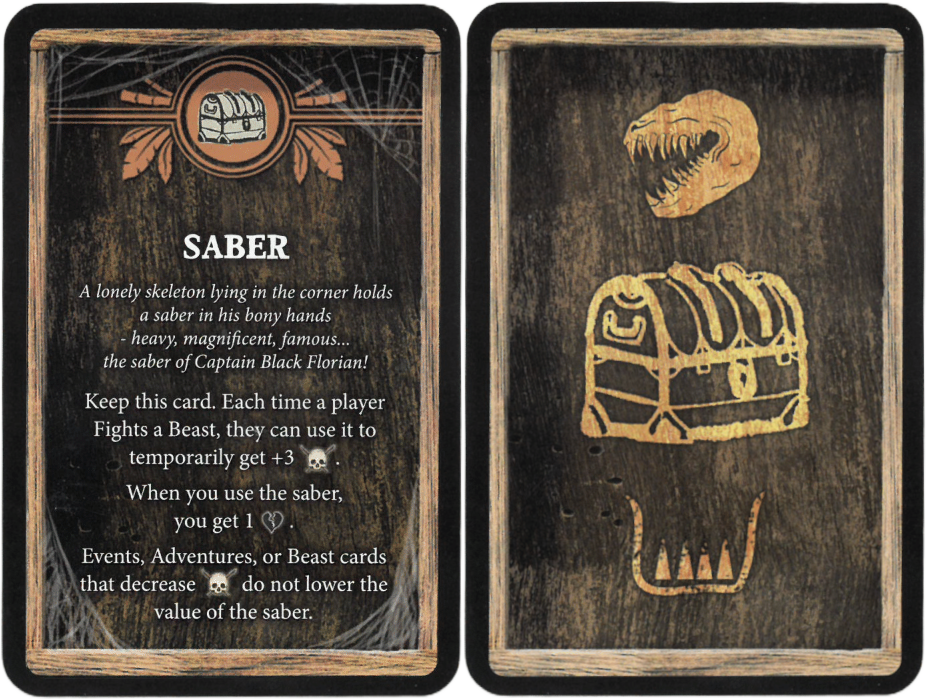 SABER
A lonely skeleton lying in the corner holds
a saber in his bony hands
- heavy, magnificent, famous...
the saber of Captain Black Florian!
Keep this card. Each time a player
Fights a Beast, they can use it to
temporarily get +3 .
When you use the saber,
you get 1 .
Events, Adventures, or Beast cards
that decrease do not lower the
value of the saber.